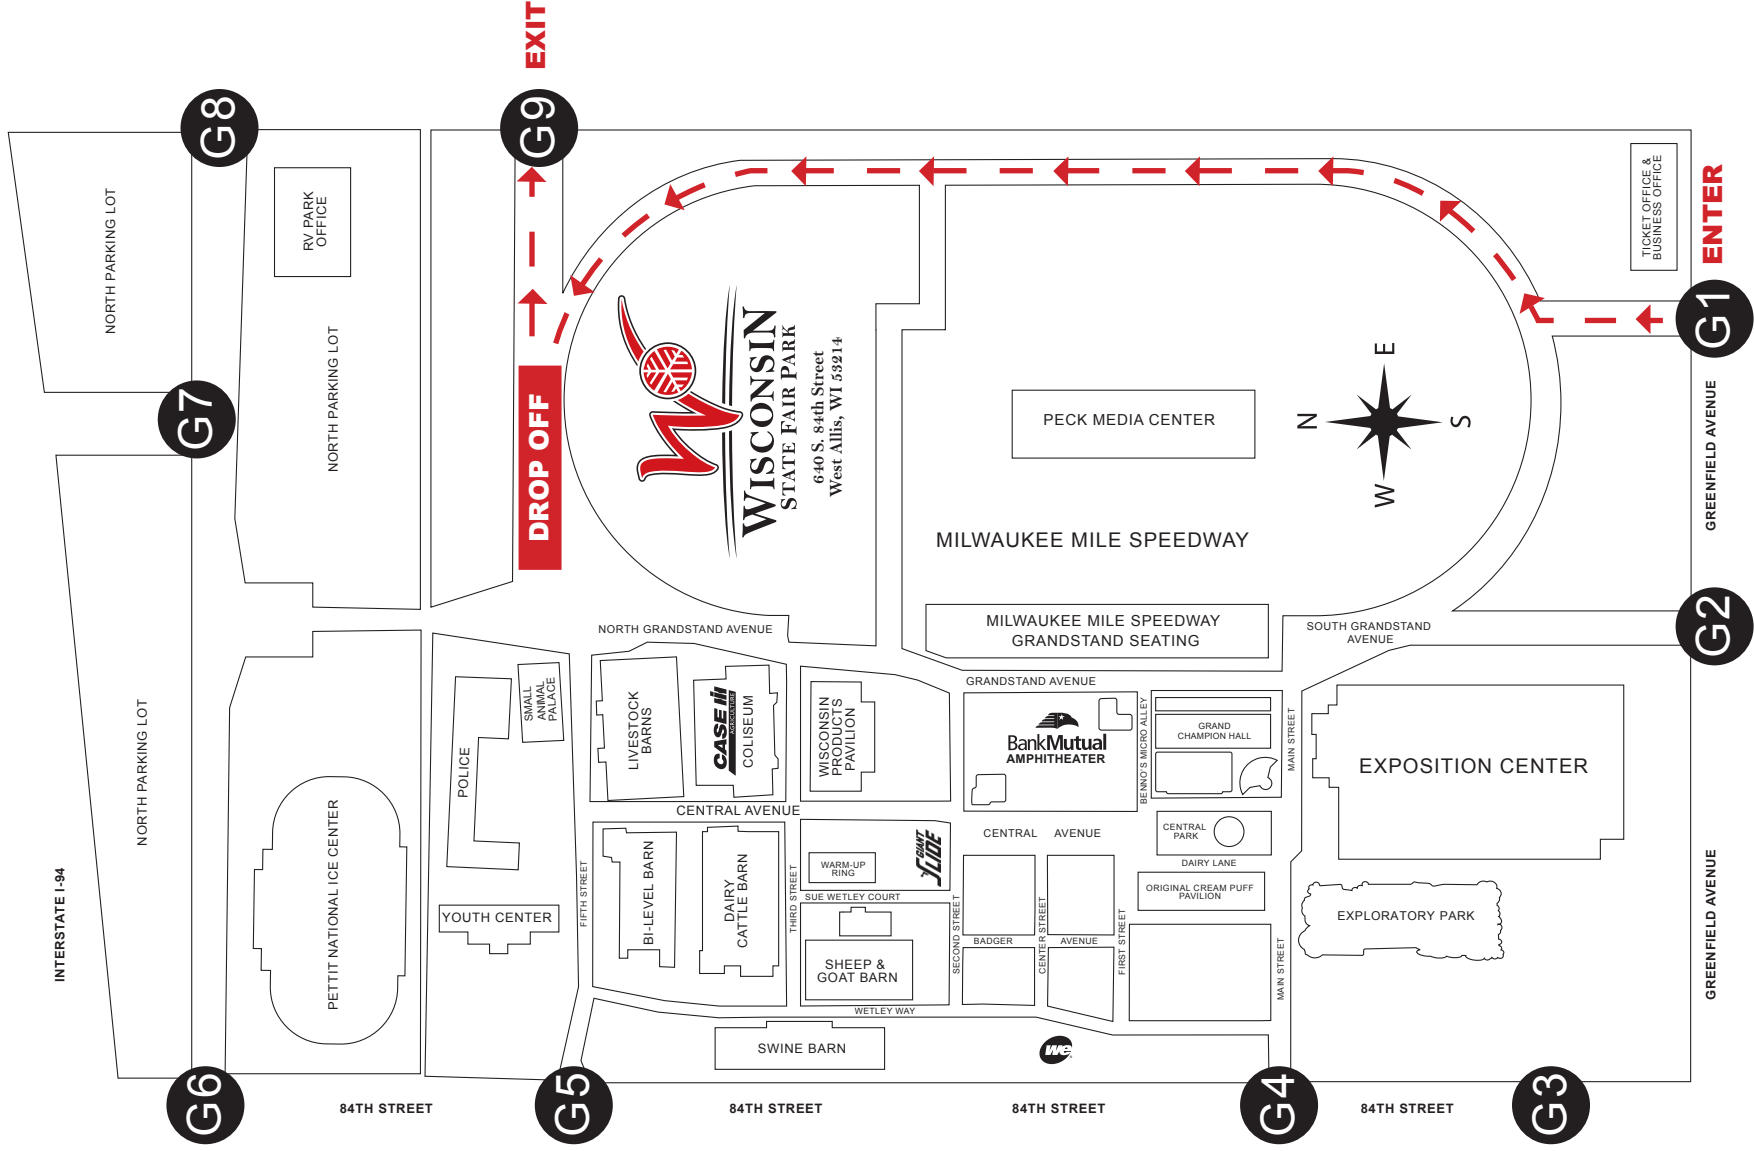 EXIT
G8
G9
NORTH PARKING LOT
RV PARK
OFFICE
NORTH PARKING LOT
TICKET OFFICE &
BUSINESS OFFICE
ENTER
G1
G7
DROP OFF
WISCONSIN
STATE FAIR PARK
640 S. 84th Street
West Allis, WI 53214
PECK MEDIA CENTER
N
E
S
W
GREENFIELD AVENUE
MILWAUKEE MILE SPEEDWAY
MILWAUKEE MILE SPEEDWAY
GRANDSTAND SEATING
NORTH GRANDSTAND AVENUE
SOUTH GRANDSTAND
AVENUE
G2
GRANDSTAND AVENUE
NORTH PARKING LOT
POLICE
SMALL
ANIMAL
PALACE
LIVESTOCK
BARNS
CASE III
AGRICULTURE
COLISEUM
WISCONSIN
PRODUCTS
PAVILION
BankMutual
AMPHITHEATER
BENNO'S MICRO ALLEY
GRAND
CHAMPION HALL
MAIN STREET
EXPOSITION CENTER
CENTRAL AVENUE
CENTRAL AVENUE
CENTRAL
PARK
DAIRY LANE
PETTIT NATIONAL ICE CENTER
YOUTH CENTER
FIFTH STREET
BI-LEVEL BARN
DAIRY
CATTLE BARN
THIRD STREET
WARM-UP
RING
GIANT
SLIDE
SUE WETLEY COURT
ORIGINAL CREAM PUFF
PAVILION
EXPLORATORY PARK
SHEEP &
GOAT BARN
SECOND STREET
BADGER AVENUE
CENTER STREET
FIRST STREET
MAIN STREET
WETLEY WAY
SWINE BARN
we
INTERSTATE I-94
GREENFIELD AVENUE
G6
84TH STREET
G5
84TH STREET
84TH STREET
G4
84TH STREET
G3